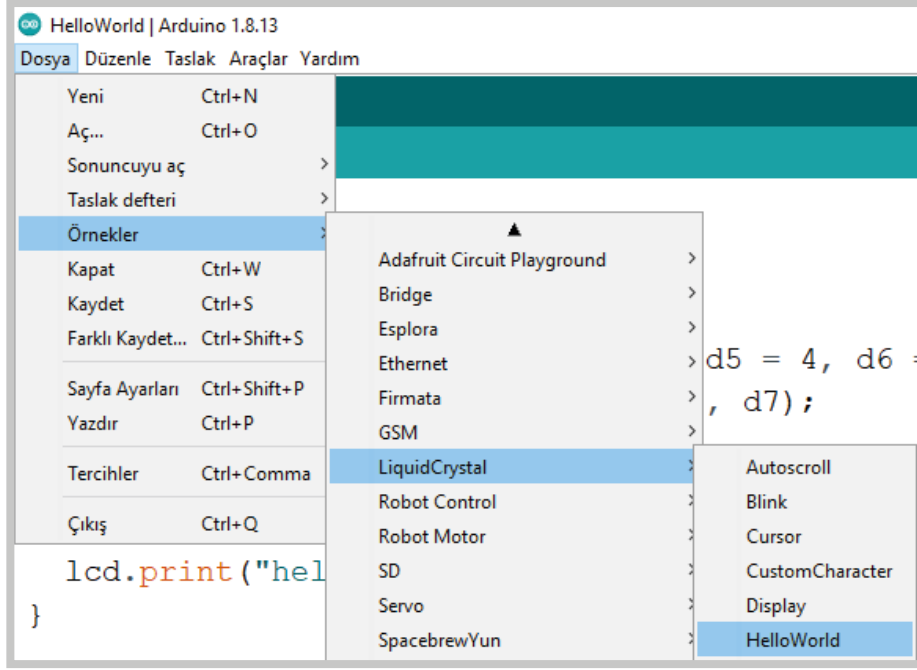 HelloWorld | Arduino 1.8.13
Dosya Düzenle Taslak Araçlar Yardım
Yeni Ctrl+N
Aç... Ctrl+O
Sonuncuyu aç
Taslak defteri
Örnekler
Kapat Ctrl+W
Kaydet Ctrl+S
Farklı Kaydet... Ctrl+Shift+S
Sayfa Ayarları Ctrl+Shift+P
Yazdır Ctrl+P
Tercihler Ctrl+Comma
Çıkış Ctrl+Q
Adafruit Circuit Playground
Bridge
Esplora
Ethernet
Firmata
GSM
LiquidCrystal
Robot Control
Robot Motor
SD
Servo
SpacebrewYun
Autoscroll
Blink
Cursor
CustomCharacter
Display
HelloWorld
d5 = 4, d6 =
, d7);
lcd.print("hel
}